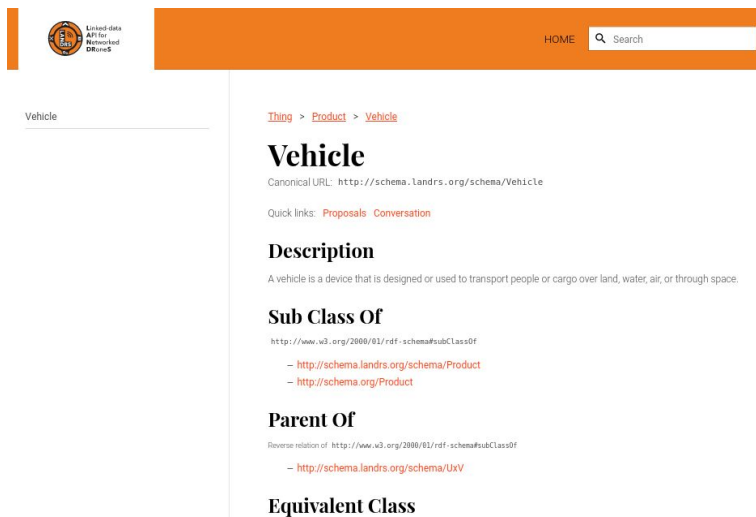 Linked-data
API for
Networked
DRoneS
HOME
Search
Vehicle
Thing > Product > Vehicle
Vehicle
Canonical URL: http://schema.landrs.org/schema/Vehicle
Quick links: Proposals Conversation
Description
A vehicle is a device that is designed or used to transport people or cargo over land, water, air, or through space.
Sub Class Of
http://www.w3.org/2000/01/rdf-schema#subClassOf
– http://schema.landrs.org/schema/Product
– http://schema.org/Product
Parent Of
Reverse relation of http://www.w3.org/2000/01/rdf-schema#subClassOf
– http://schema.landrs.org/schema/UxV
Equivalent Class